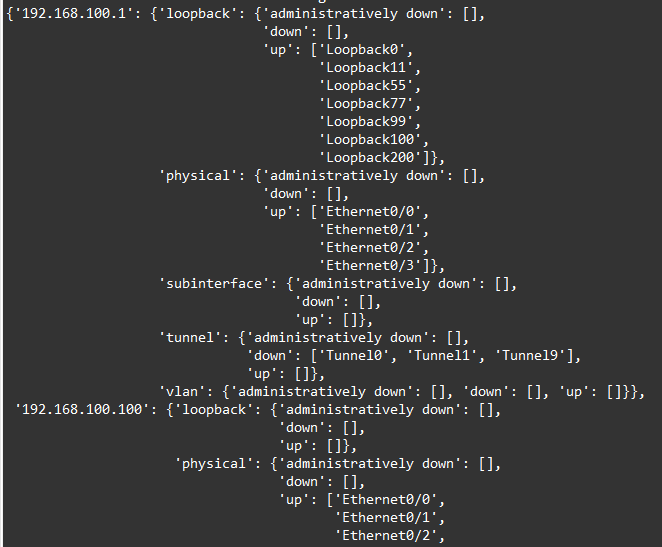 {'192.168.100.1': {'loopback': {'administratively down': [],
'down': [],
'up': ['Loopback0',
'Loopback11',
'Loopback55',
'Loopback77',
'Loopback99',
'Loopback100',
'Loopback200']},
'physical': {'administratively down': [],
'down': [],
'up': ['Ethernet0/0',
'Ethernet0/1',
'Ethernet0/2',
'Ethernet0/3']},
'subinterface': {'administratively down': [],
'down': [],
'up': []},
'tunnel': {'administratively down': [],
'down': ['Tunnel0', 'Tunnel1', 'Tunnel9'],
'up': []},
'vlan': {'administratively down': [], 'down': [], 'up': []}},
'192.168.100.100': {'loopback': {'administratively down': [],
'down': [],
'up': []},
'physical': {'administratively down': [],
'down': [],
'up': ['Ethernet0/0',
'Ethernet0/1',
'Ethernet0/2',